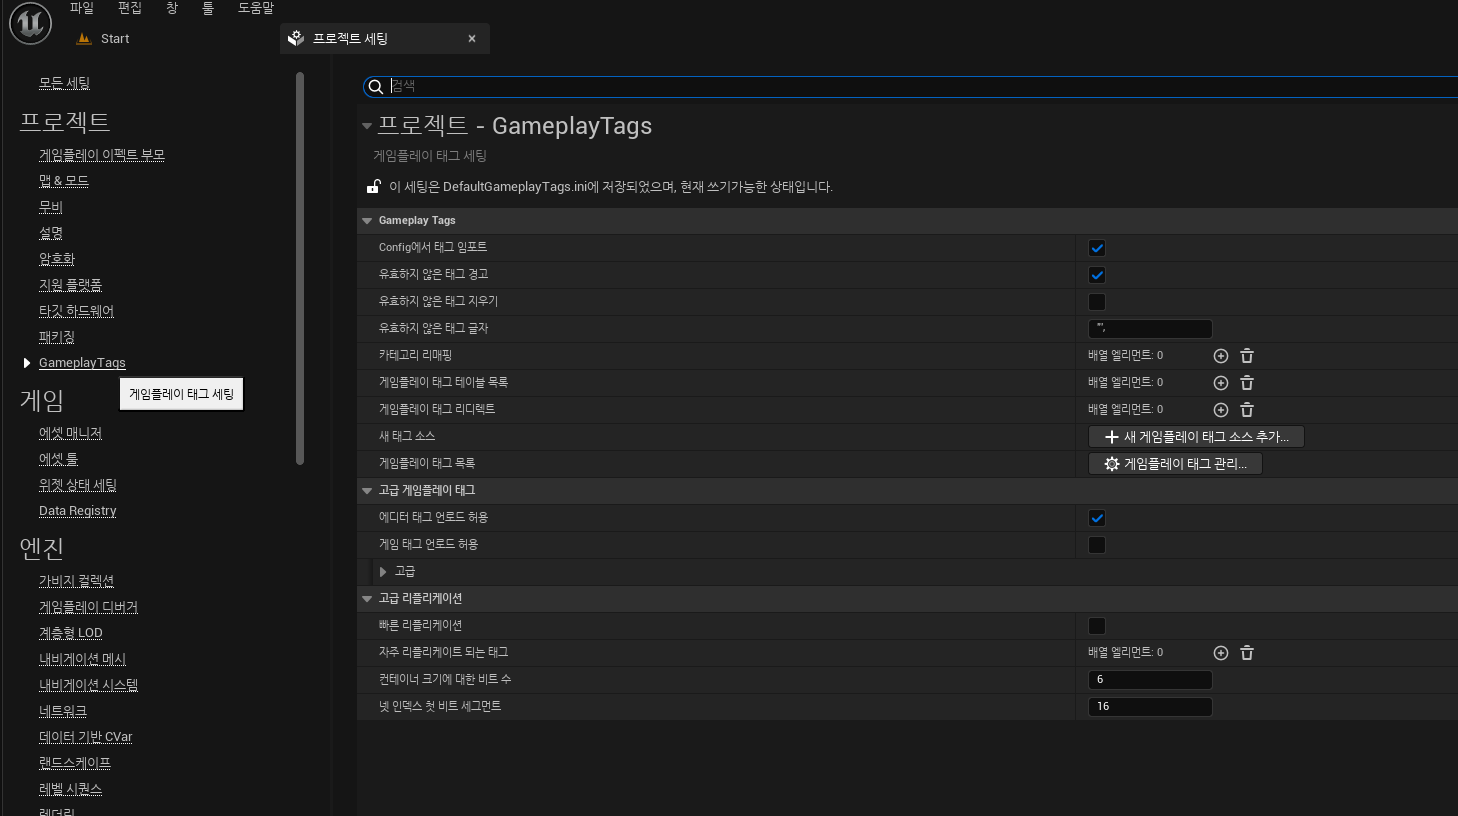 파일 편집 창 툴 도움말
Start
프로젝트 세팅
모든 세팅
프로젝트
게임플레이 이펙트 부모
맵 & 모드
무비
설명
암호화
지원 플랫폼
타깃 하드웨어
패키징
GameplayTags
게임플레이 태그 세팅
게임
에셋 매니저
에셋 툴
위젯 상태 세팅
Data Registry
엔진
가비지 컬렉션
게임플레이 디버거
계층형 LOD
내비게이션 메시
내비게이션 시스템
네트워크
데이터 기반 CVar
랜드스케이프
레벨 시퀀스
렌더링
검색
프로젝트 - GameplayTags
게임플레이 태그 세팅
이 세팅은 DefaultGameplayTags.ini에 저장되었으며, 현재 쓰기가능한 상태입니다.
Gameplay Tags
Config에서 태그 임포트
유효하지 않은 태그 경고
유효하지 않은 태그 지우기
유효하지 않은 태그 글자 "',
카테고리 리매핑 배열 엘리먼트: 0
게임플레이 태그 테이블 목록 배열 엘리먼트: 0
게임플레이 태그 리디렉트 배열 엘리먼트: 0
새 태그 소스 새 게임플레이 태그 소스 추가...
게임플레이 태그 목록 게임플레이 태그 관리...
고급 게임플레이 태그
에디터 태그 언로드 허용
게임 태그 언로드 허용
고급
고급 리플리케이션
빠른 리플리케이션
자주 리플리케이트 되는 태그 배열 엘리먼트: 0
컨테이너 크기에 대한 비트 수 6
넷 인덱스 첫 비트 세그먼트 16